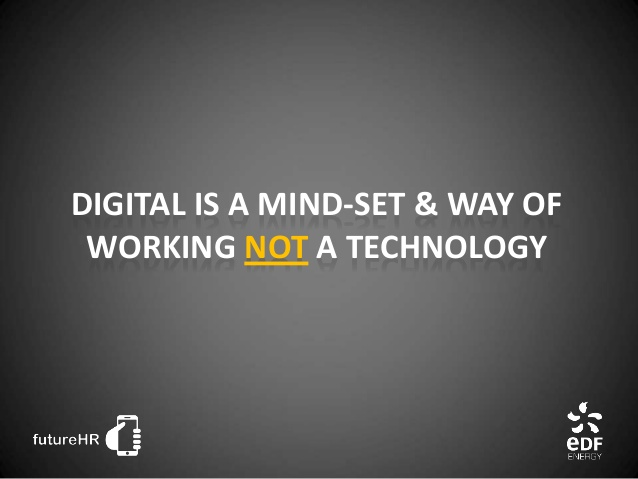 DIGITAL IS A MIND-SET & WAY OF
WORKING NOT A TECHNOLOGY
futureHR
eDF
ENERGY